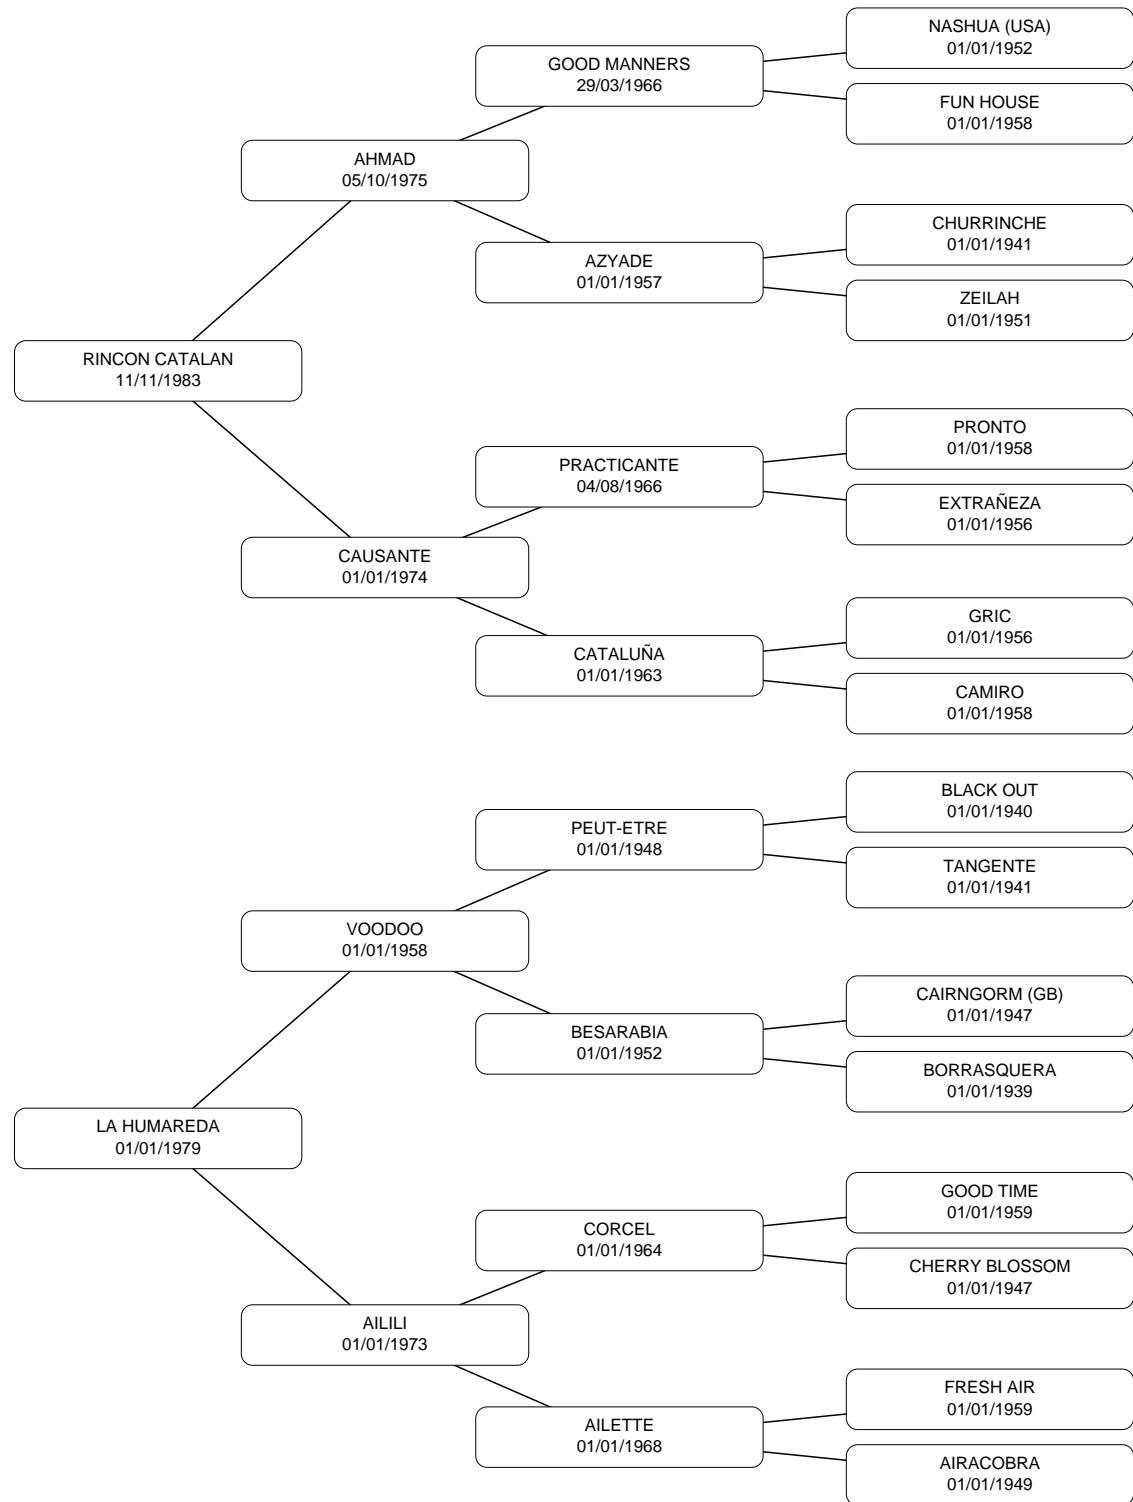 NASHUA (USA)
01/01/1952
GOOD MANNERS
29/03/1966
FUN HOUSE
01/01/1958
AHMAD
05/10/1975
CHURRINCHE
01/01/1941
AZYADE
01/01/1957
ZEILAH
01/01/1951
RINCON CATALAN
11/11/1983
PRONTO
01/01/1958
PRACTICANTE
04/08/1966
EXTRAÑEZA
01/01/1956
CAUSANTE
01/01/1974
GRIC
01/01/1956
CATALUÑA
01/01/1963
CAMIRO
01/01/1958
BLACK OUT
01/01/1940
PEUT-ETRE
01/01/1948
TANGENTE
01/01/1941
VOODOO
01/01/1958
CAIRNGORM (GB)
01/01/1947
BESARABIA
01/01/1952
BORRASQUERA
01/01/1939
LA HUMAREDA
01/01/1979
GOOD TIME
01/01/1959
CORCEL
01/01/1964
CHERRY BLOSSOM
01/01/1947
AILILI
01/01/1973
FRESH AIR
01/01/1959
AILETTE
01/01/1968
AIRACOBRA
01/01/1949